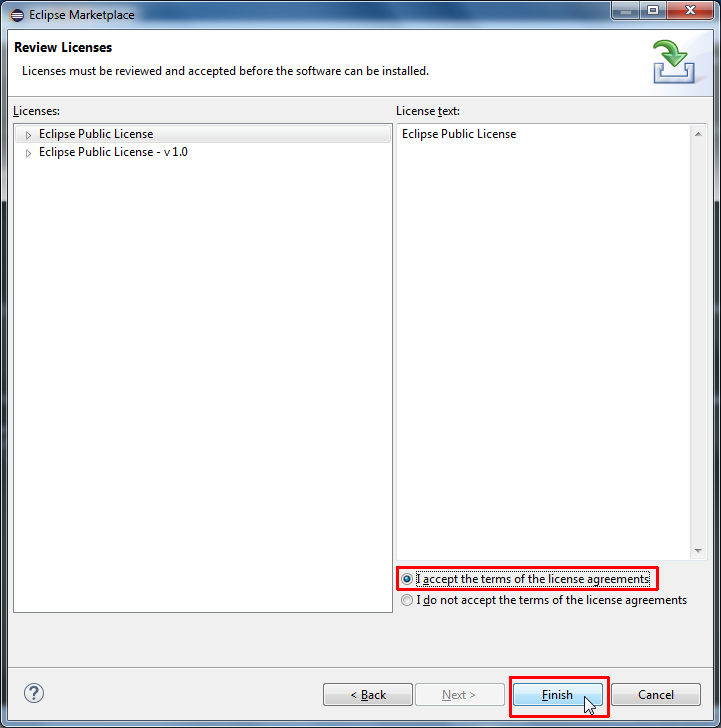 Eclipse Marketplace
Review Licenses
Licenses must be reviewed and accepted before the software can be installed.
Licenses:
Eclipse Public License
Eclipse Public License - v 1.0
License text:
Eclipse Public License
I accept the terms of the license agreements
I do not accept the terms of the license agreements
?
< Back
Next >
Finish
Cancel